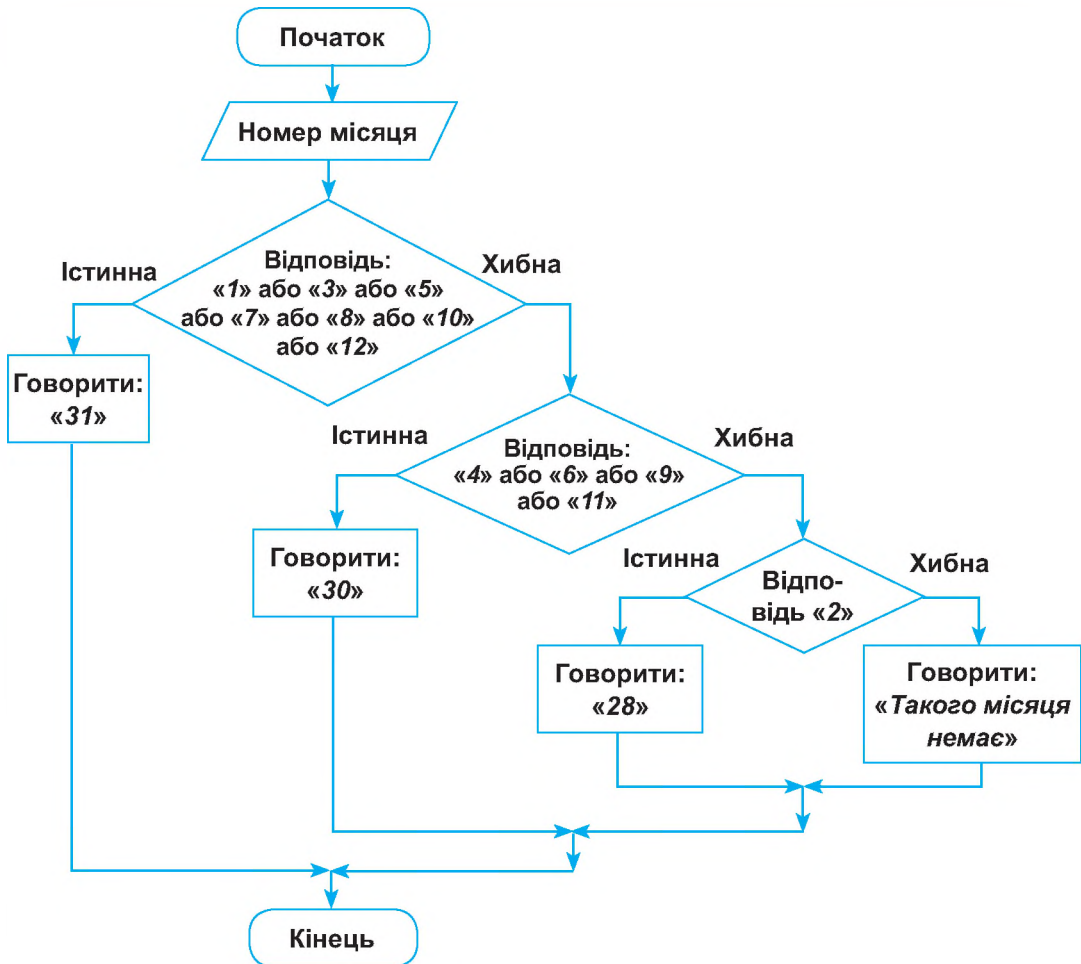 Початок
Номер місяця
Істинна
Відповідь:
«1» або «3» або «5»
або «7» або «8» або «10»
або «12»
Хибна
Говорити:
«31»
Істинна
Відповідь:
«4» або «6» або «9»
або «11»
Хибна
Говорити:
«30»
Істинна
Відпо-
відь «2»
Хибна
Говорити:
«28»
Говорити:
«Такого місяця
немає»
Кінець